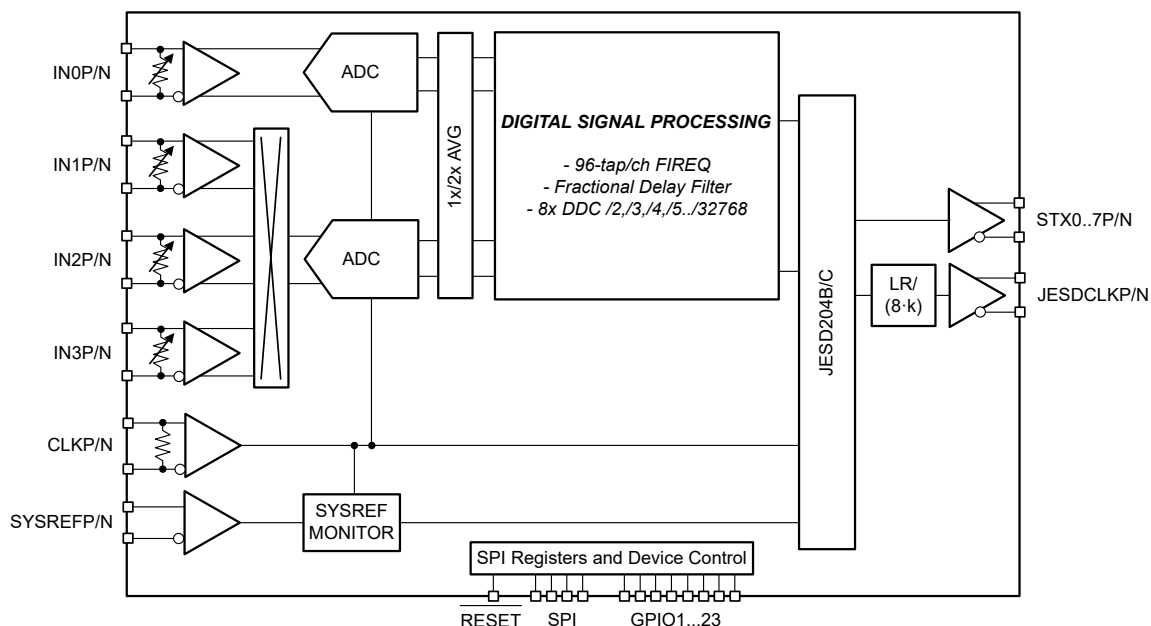 IN0P/N
ADC
1x/2x AVG
DIGITAL SIGNAL PROCESSING
- 96-tap/ch FIREQ
- Fractional Delay Filter
- 8x DDC /2,/3,/4,/5../32768
IN1P/N
IN2P/N
ADC
IN3P/N
JESD204B/C
STX0..7P/N
LR/
(8·k)
JESDCLKP/N
CLKP/N
SYSREFP/N
SYSREF
MONITOR
SPI Registers and Device Control
RESET
SPI
GPIO1...23